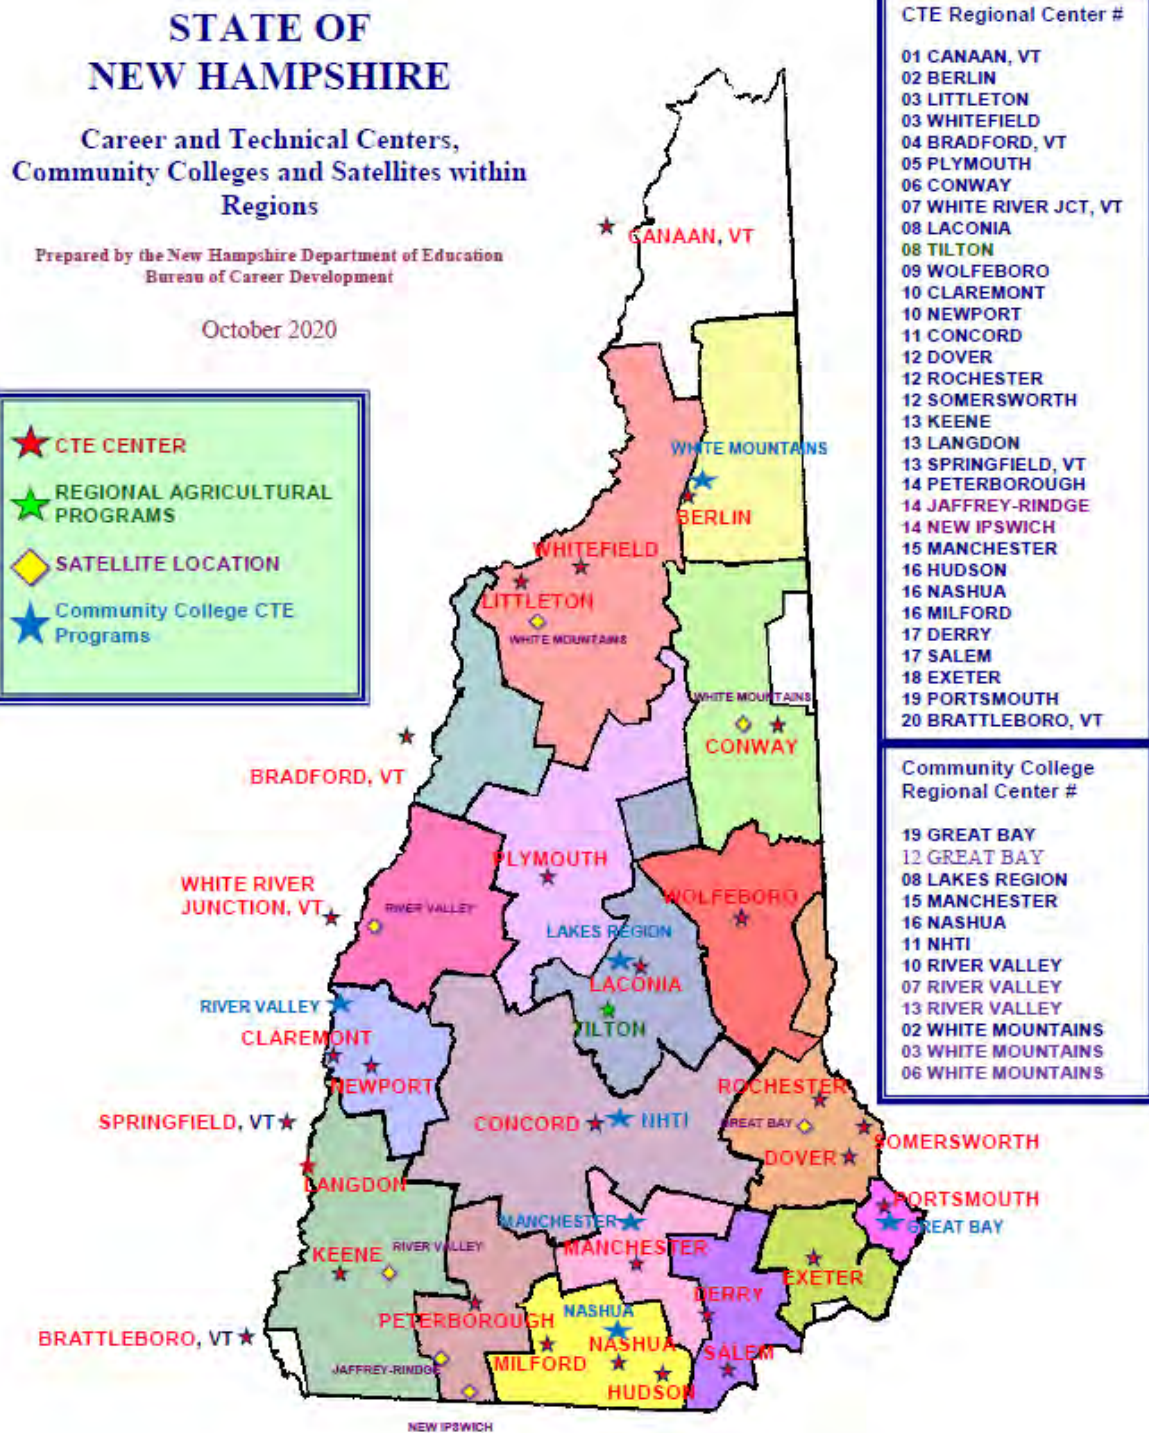 STATE OF
NEW HAMPSHIRE
Career and Technical Centers,
Community Colleges and Satellites within
Regions
Prepared by the New Hampshire Department of Education
Bureau of Career Development
October 2020
CTE CENTER
REGIONAL AGRICULTURAL
PROGRAMS
SATELLITE LOCATION
Community College CTE
Programs
CANAAN, VT
WHITE MOUNTAINS
BERLIN
WHITEFIELD
LITTLETON
WHITE MOUNTAINS
WHITE MOUNTAINS
CONWAY
BRADFORD, VT
PLYMOUTH
WHITE RIVER
JUNCTION, VT
RIVER VALLEY
WOLFEBORO
LAKES REGION
LACONIA
RIVER VALLEY
TILTON
CLAREMONT
NEWPORT
ROCHESTER
SPRINGFIELD, VT
CONCORD
NHTI
GREAT BAY
SOMERSWORTH
DOVER
LANGDON
PORTSMOUTH
MANCHESTER
GREAT BAY
KEENE
RIVER VALLEY
MANCHESTER
EXETER
DERRY
PETERBOROUGH
NASHUA
BRATTLEBORO, VT
NASHUA
SALEM
JAFFREY-RINDGE
MILFORD
HUDSON
NEW IPSWICH
CTE Regional Center #
01 CANAAN, VT
02 BERLIN
03 LITTLETON
03 WHITEFIELD
04 BRADFORD, VT
05 PLYMOUTH
06 CONWAY
07 WHITE RIVER JCT, VT
08 LACONIA
08 TILTON
09 WOLFEBORO
10 CLAREMONT
10 NEWPORT
11 CONCORD
12 DOVER
12 ROCHESTER
12 SOMERSWORTH
13 KEENE
13 LANGDON
13 SPRINGFIELD, VT
14 PETERBOROUGH
14 JAFFREY-RINDGE
14 NEW IPSWICH
15 MANCHESTER
16 HUDSON
16 NASHUA
16 MILFORD
17 DERRY
17 SALEM
18 EXETER
19 PORTSMOUTH
20 BRATTLEBORO, VT
Community College
Regional Center #
19 GREAT BAY
12 GREAT BAY
08 LAKES REGION
15 MANCHESTER
16 NASHUA
11 NHTI
10 RIVER VALLEY
07 RIVER VALLEY
13 RIVER VALLEY
02 WHITE MOUNTAINS
03 WHITE MOUNTAINS
06 WHITE MOUNTAINS